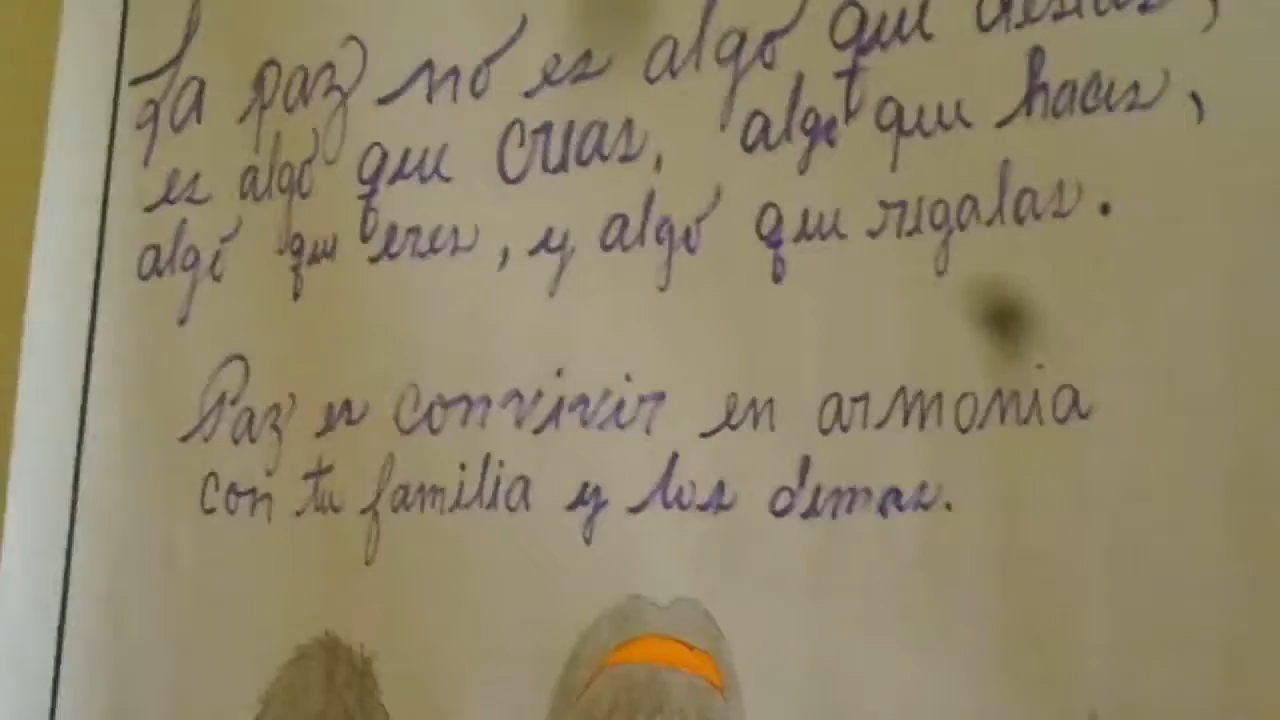 La paz no es algo que deseas,
es algo que creas, algo que haces,
algo que eres, y algo que regalas.
Paz es convivir en armonia
con tu familia y los demas.